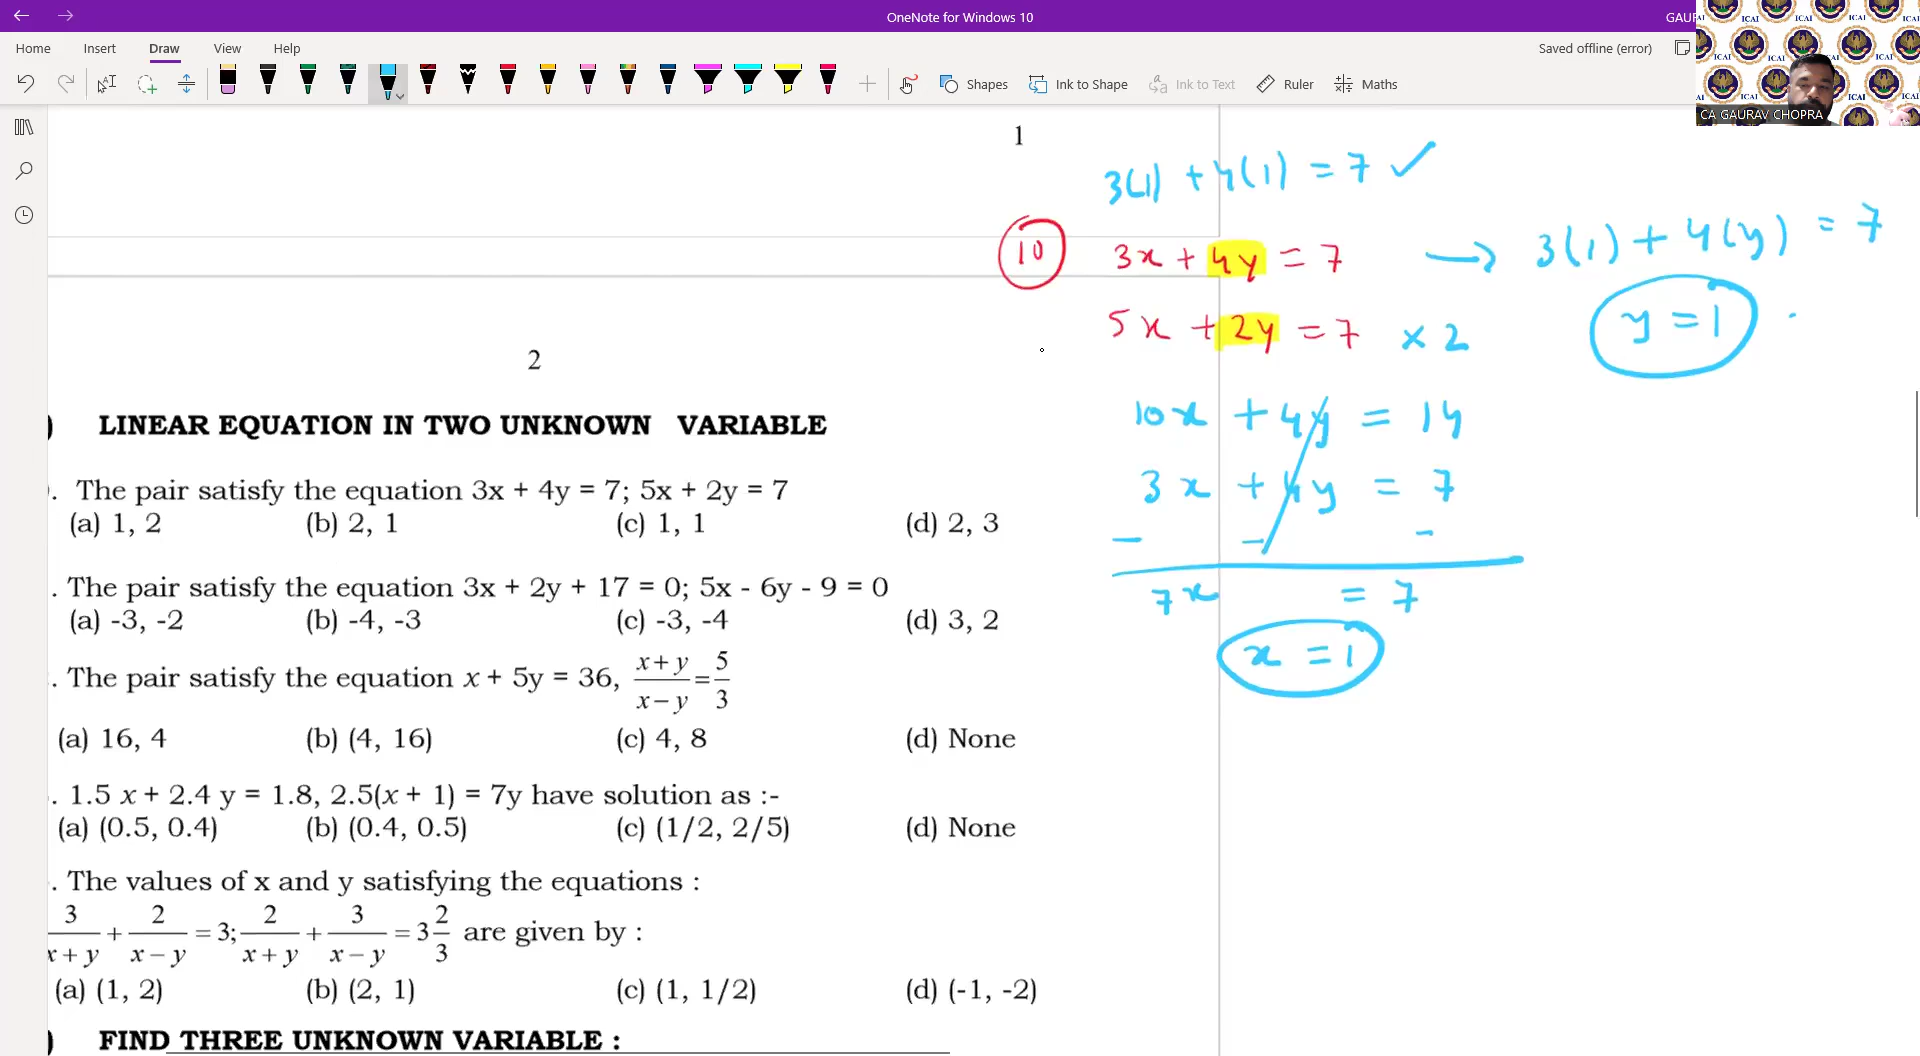 OneNote for Windows 10
GAUR
Home Insert Draw View Help
Saved offline (error)
Shapes Ink to Shape Ink to Text Ruler Maths
ICAI
CA GAURAV CHOPRA
1
3(1) + 4(1) = 7 ✓
10
3x + 4y = 7 → 3(1) + 4(y) = 7
y = 1
5x + 2y = 7 × 2
10x + 4y = 14
3x + 4y = 7
- - -
7x = 7
x = 1
2
) LINEAR EQUATION IN TWO UNKNOWN VARIABLE
. The pair satisfy the equation 3x + 4y = 7; 5x + 2y = 7
(a) 1, 2 (b) 2, 1 (c) 1, 1 (d) 2, 3
. The pair satisfy the equation 3x + 2y + 17 = 0; 5x - 6y - 9 = 0
(a) -3, -2 (b) -4, -3 (c) -3, -4 (d) 3, 2
. The pair satisfy the equation x + 5y = 36, x+y/x−y = 5/3
(a) 16, 4 (b) (4, 16) (c) 4, 8 (d) None
. 1.5 x + 2.4 y = 1.8, 2.5(x + 1) = 7y have solution as :-
(a) (0.5, 0.4) (b) (0.4, 0.5) (c) (1/2, 2/5) (d) None
. The values of x and y satisfying the equations :
3/x+y + 2/x−y = 3; 2/x+y + 3/x−y = 3 2/3 are given by :
(a) (1, 2) (b) (2, 1) (c) (1, 1/2) (d) (-1, -2)
) FIND THREE UNKNOWN VARIABLE :